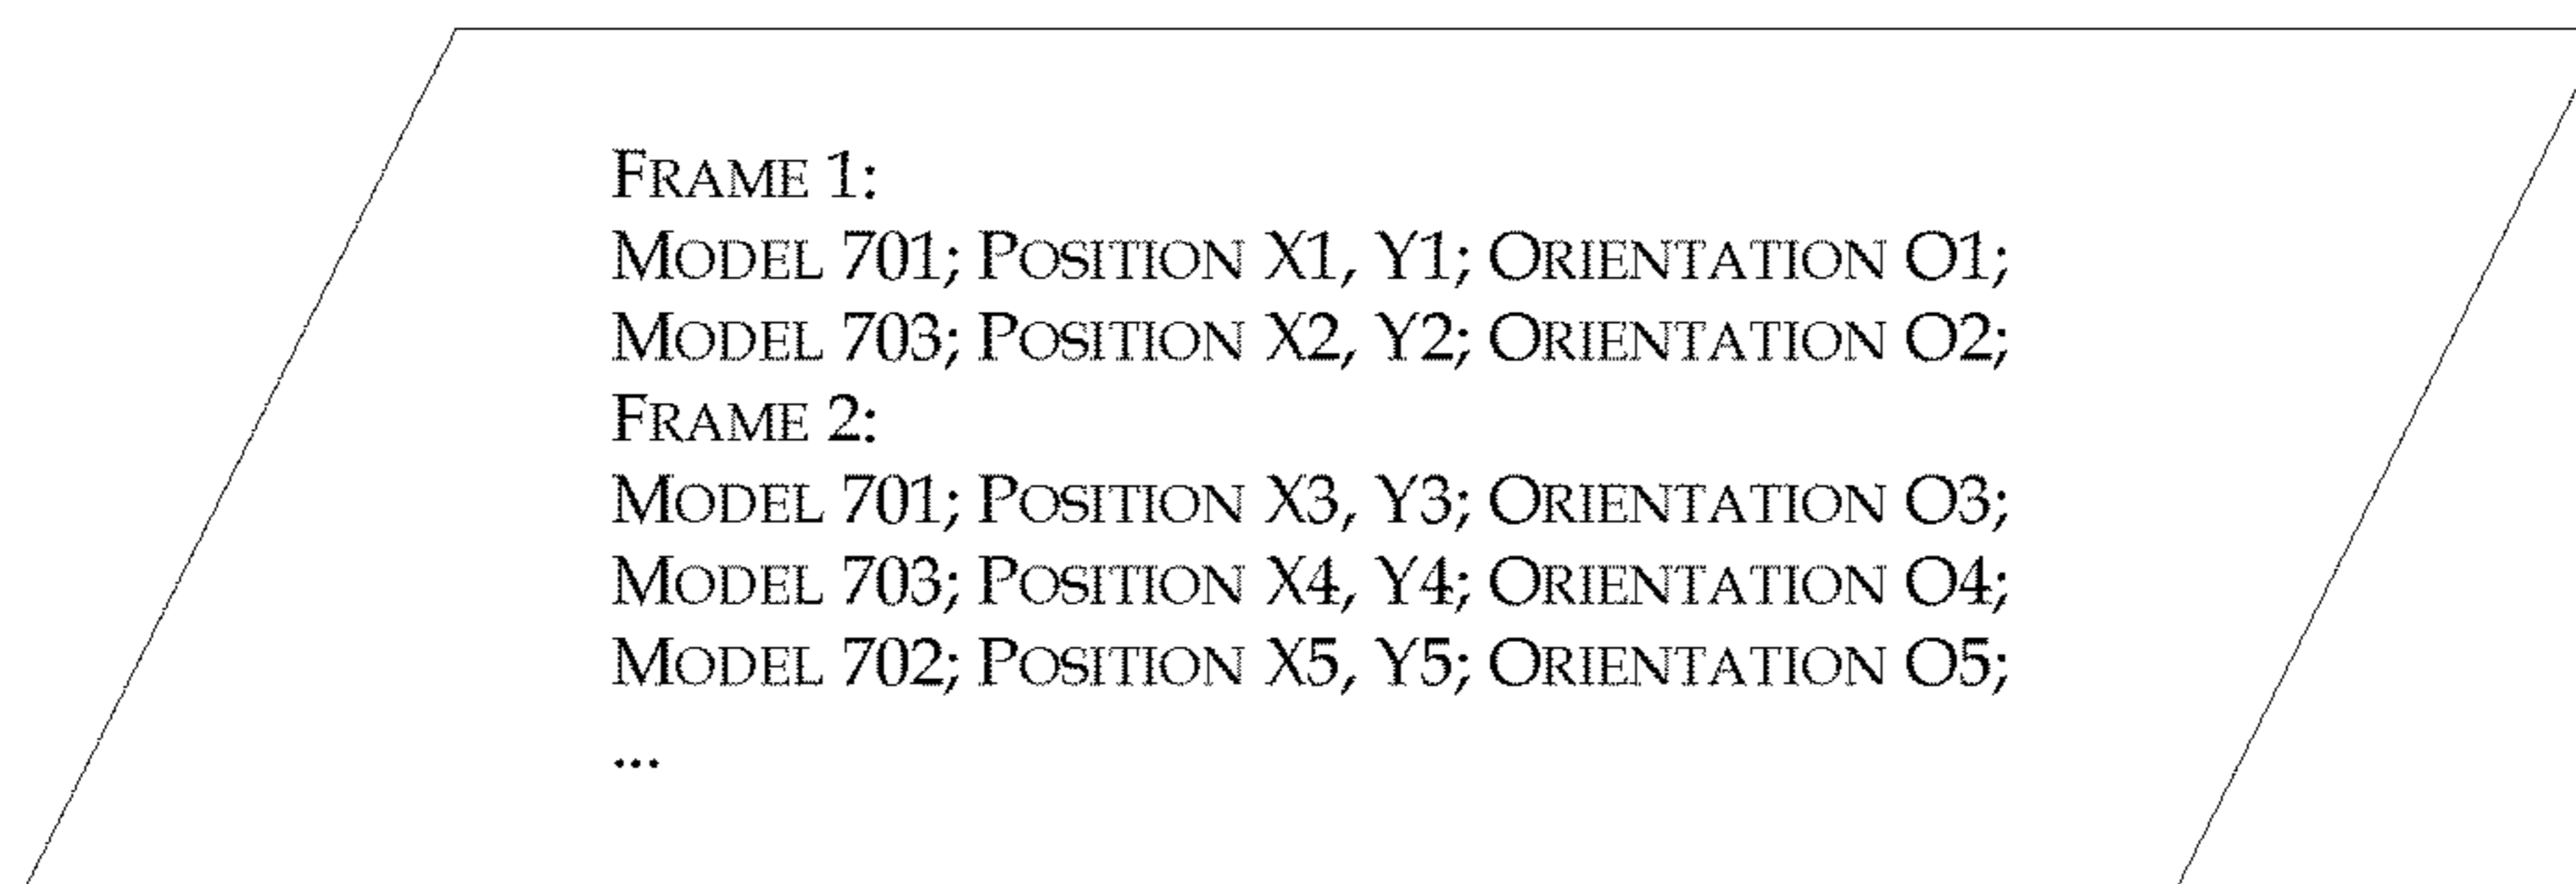 FRAME 1:
MODEL 701; POSITION X1, Y1; ORIENTATION O1;
MODEL 703; POSITION X2, Y2; ORIENTATION O2;
FRAME 2:
MODEL 701; POSITION X3, Y3; ORIENTATION O3;
MODEL 703; POSITION X4, Y4; ORIENTATION O4;
MODEL 702; POSITION X5, Y5; ORIENTATION O5;
...